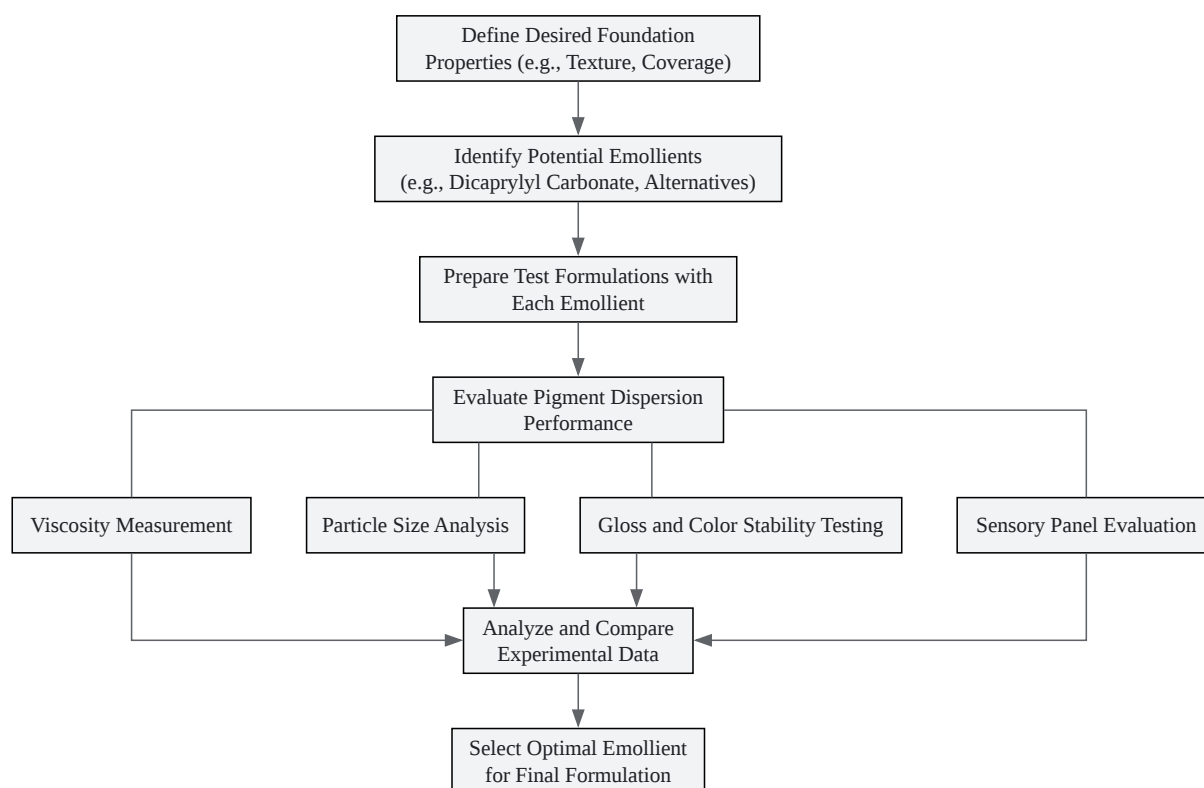 Define Desired Foundation
Properties (e.g., Texture, Coverage)
Identify Potential Emollients
(e.g., Dicaprylyl Carbonate, Alternatives)
Prepare Test Formulations with
Each Emollient
Evaluate Pigment Dispersion
Performance
Viscosity Measurement
Particle Size Analysis
Gloss and Color Stability Testing
Sensory Panel Evaluation
Analyze and Compare
Experimental Data
Select Optimal Emollient
for Final Formulation